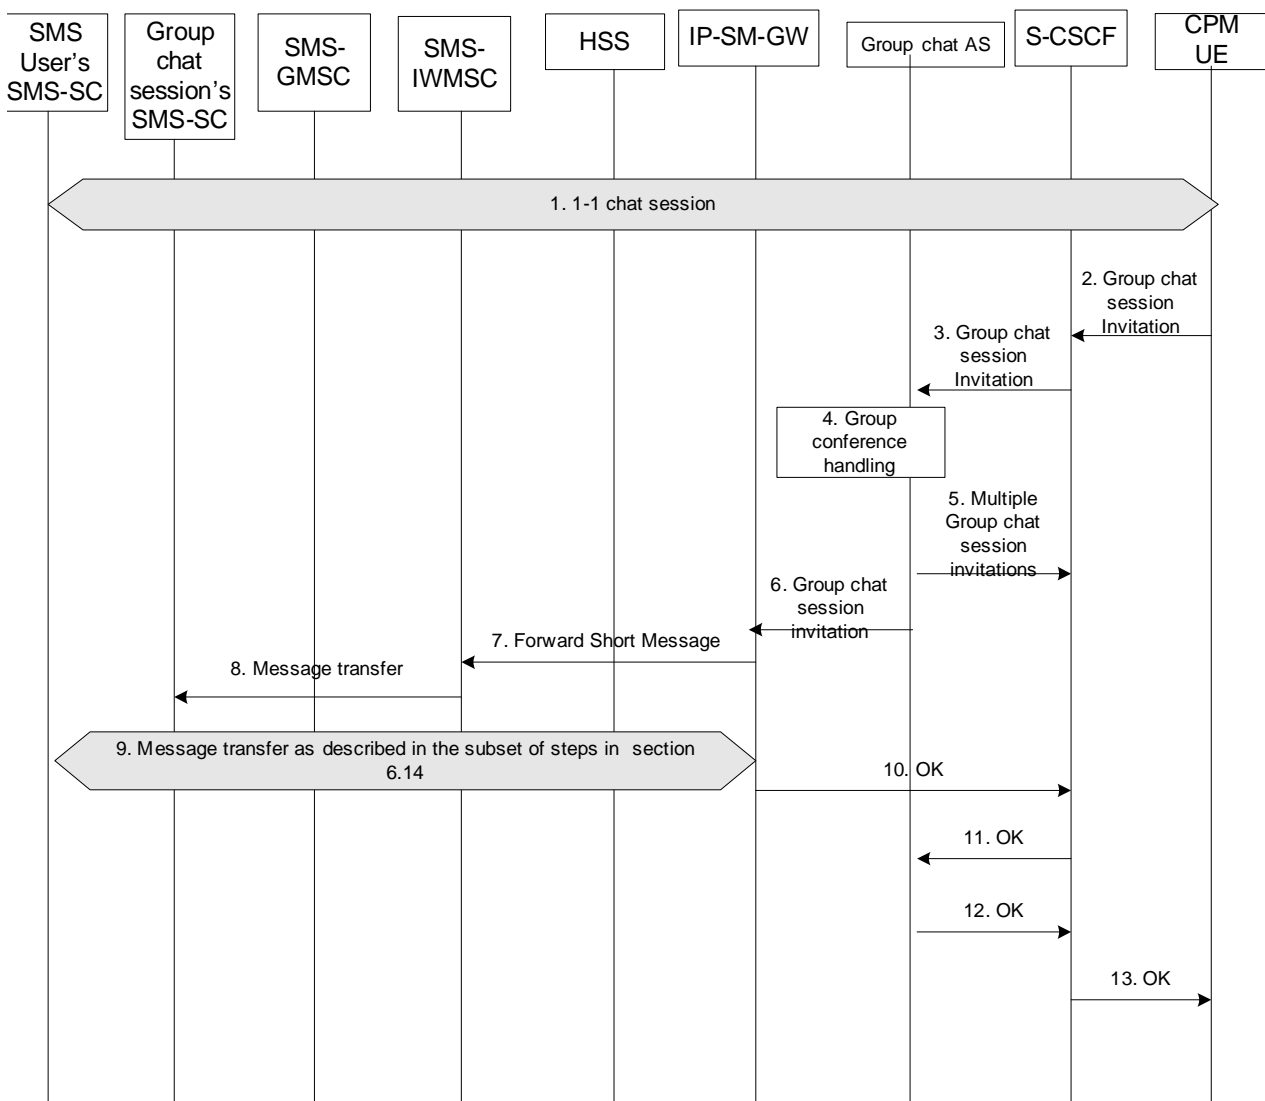 SMS
User's
SMS-SC
Group
chat
session's
SMS-SC
SMS-
GMSC
SMS-
IWMSC
HSS
IP-SM-GW
Group chat AS
S-CSCF
CPM
UE
1. 1-1 chat session
2. Group chat
session
Invitation
3. Group chat
session
Invitation
4. Group
conference
handling
5. Multiple
Group chat
session
invitations
6. Group chat
session
invitation
7. Forward Short Message
8. Message transfer
9. Message transfer as described in the subset of steps in section
6.14
10. OK
11. OK
12. OK
13. OK